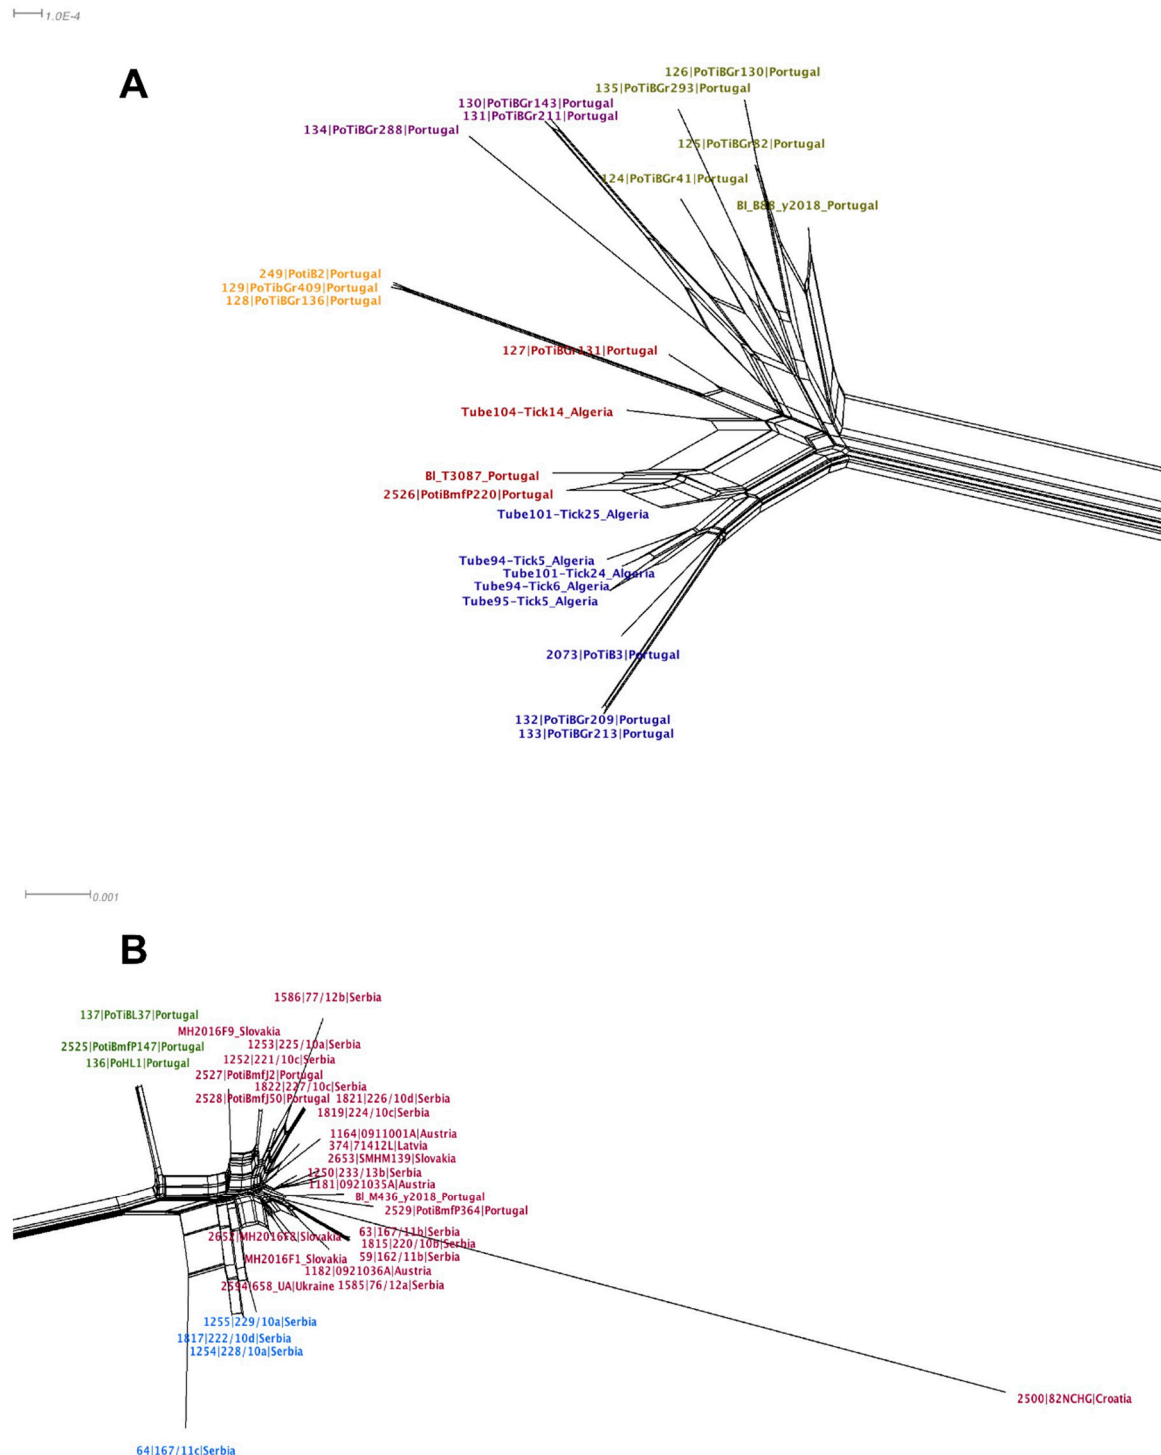 1.0E-4
A
126|PoTiBGr130|Portugal
135|PoTiBGr293|Portugal
130|PoTiBGr143|Portugal
131|PoTiBGr211|Portugal
134|PoTiBGr288|Portugal
125|PoTiBGr82|Portugal
124|PoTiBGr41|Portugal
Bl_B88_y2018_Portugal
249|PotiB2|Portugal
129|PoTibGr409|Portugal
128|PoTiBGr136|Portugal
127|PoTiBGr131|Portugal
Tube104-Tick14_Algeria
Bl_T3087_Portugal
2526|PotiBmfP220|Portugal
Tube101-Tick25_Algeria
Tube94-Tick5_Algeria
Tube101-Tick24_Algeria
Tube94-Tick6_Algeria
Tube95-Tick5_Algeria
2073|PoTiB3|Portugal
132|PoTiBGr209|Portugal
133|PoTiBGr213|Portugal
0.001
B
1586|77/12b|Serbia
137|PoTiBL37|Portugal
MH2016F9_Slovakia
2525|PotiBmfP147|Portugal
1253|225/10a|Serbia
136|PoHL1|Portugal
1252|221/10c|Serbia
2527|PotiBmfJ2|Portugal
1822|227/10c|Serbia
2528|PotiBmfJ50|Portugal
1821|226/10d|Serbia
1819|224/10c|Serbia
1164|0911001A|Austria
374|71412L|Latvia
2653|SMHM139|Slovakia
1250|233/13b|Serbia
1181|0921035A|Austria
Bl_M436_y2018_Portugal
2529|PotiBmfP364|Portugal
63|167/11b|Serbia
2652|MH2016F8|Slovakia
1815|220/10b|Serbia
MH2016F1_Slovakia
59|162/11b|Serbia
1182|0921036A|Austria
2594|658_UA|Ukraine
1585|76/12a|Serbia
1255|229/10a|Serbia
1817|222/10d|Serbia
1254|228/10a|Serbia
2500|82NCHG|Croatia
64|167/11c|Serbia